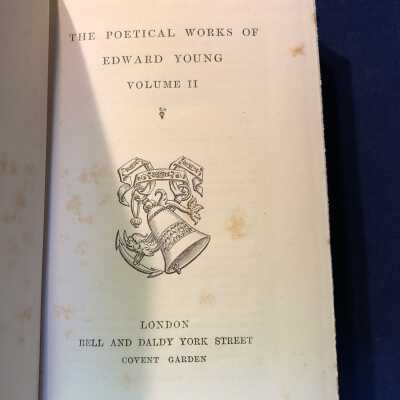 THE POETICAL WORKS OF
EDWARD YOUNG
VOLUME II
LONDON
BELL AND DALDY YORK STREET
COVENT GARDEN